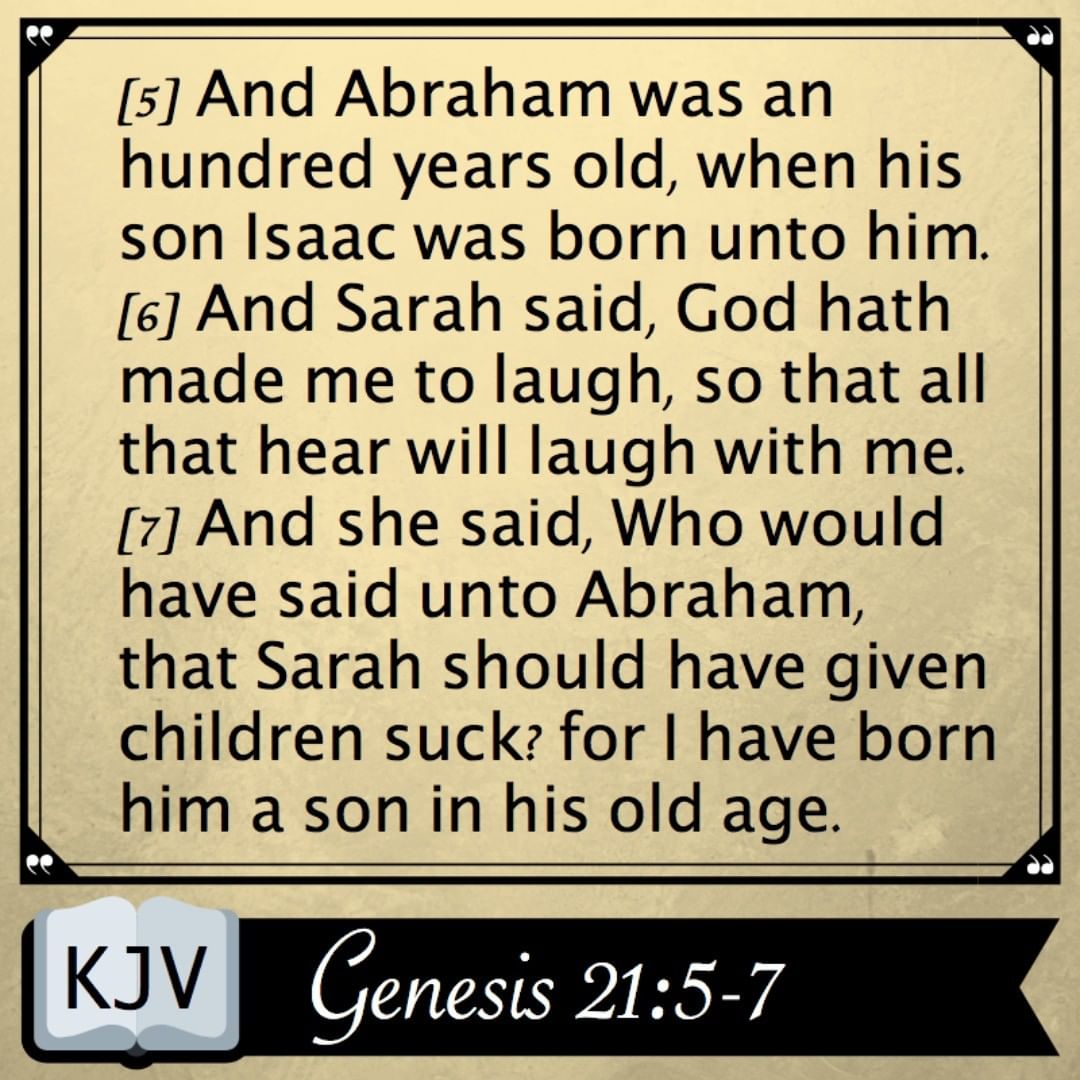 [5] And Abraham was an
hundred years old, when his
son Isaac was born unto him.
[6] And Sarah said, God hath
made me to laugh, so that all
that hear will laugh with me.
[7] And she said, Who would
have said unto Abraham,
that Sarah should have given
children suck? for I have born
him a son in his old age.
KJV
Genesis 21:5-7